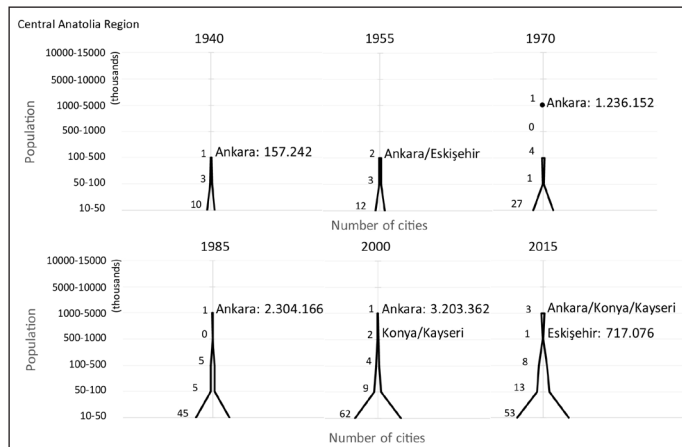 Central Anatolia Region
1940 1955 1970
10000-15000
5000-10000
1000-5000 1 Ankara: 1.236.152
500-1000 0
100-500 1 Ankara: 157.242 2 Ankara/Eskişehir 4
50-100 3 3 1
10-50 10 12 27
Population
(thousands)
Number of cities
1985 2000 2015
10000-15000
5000-10000
1000-5000 1 Ankara: 2.304.166 1 Ankara: 3.203.362 3 Ankara/Konya/Kayseri
500-1000 0 2 Konya/Kayseri 1 Eskişehir: 717.076
100-500 5 4 8
50-100 5 9 13
10-50 45 62 53
Population
(thousands)
Number of cities